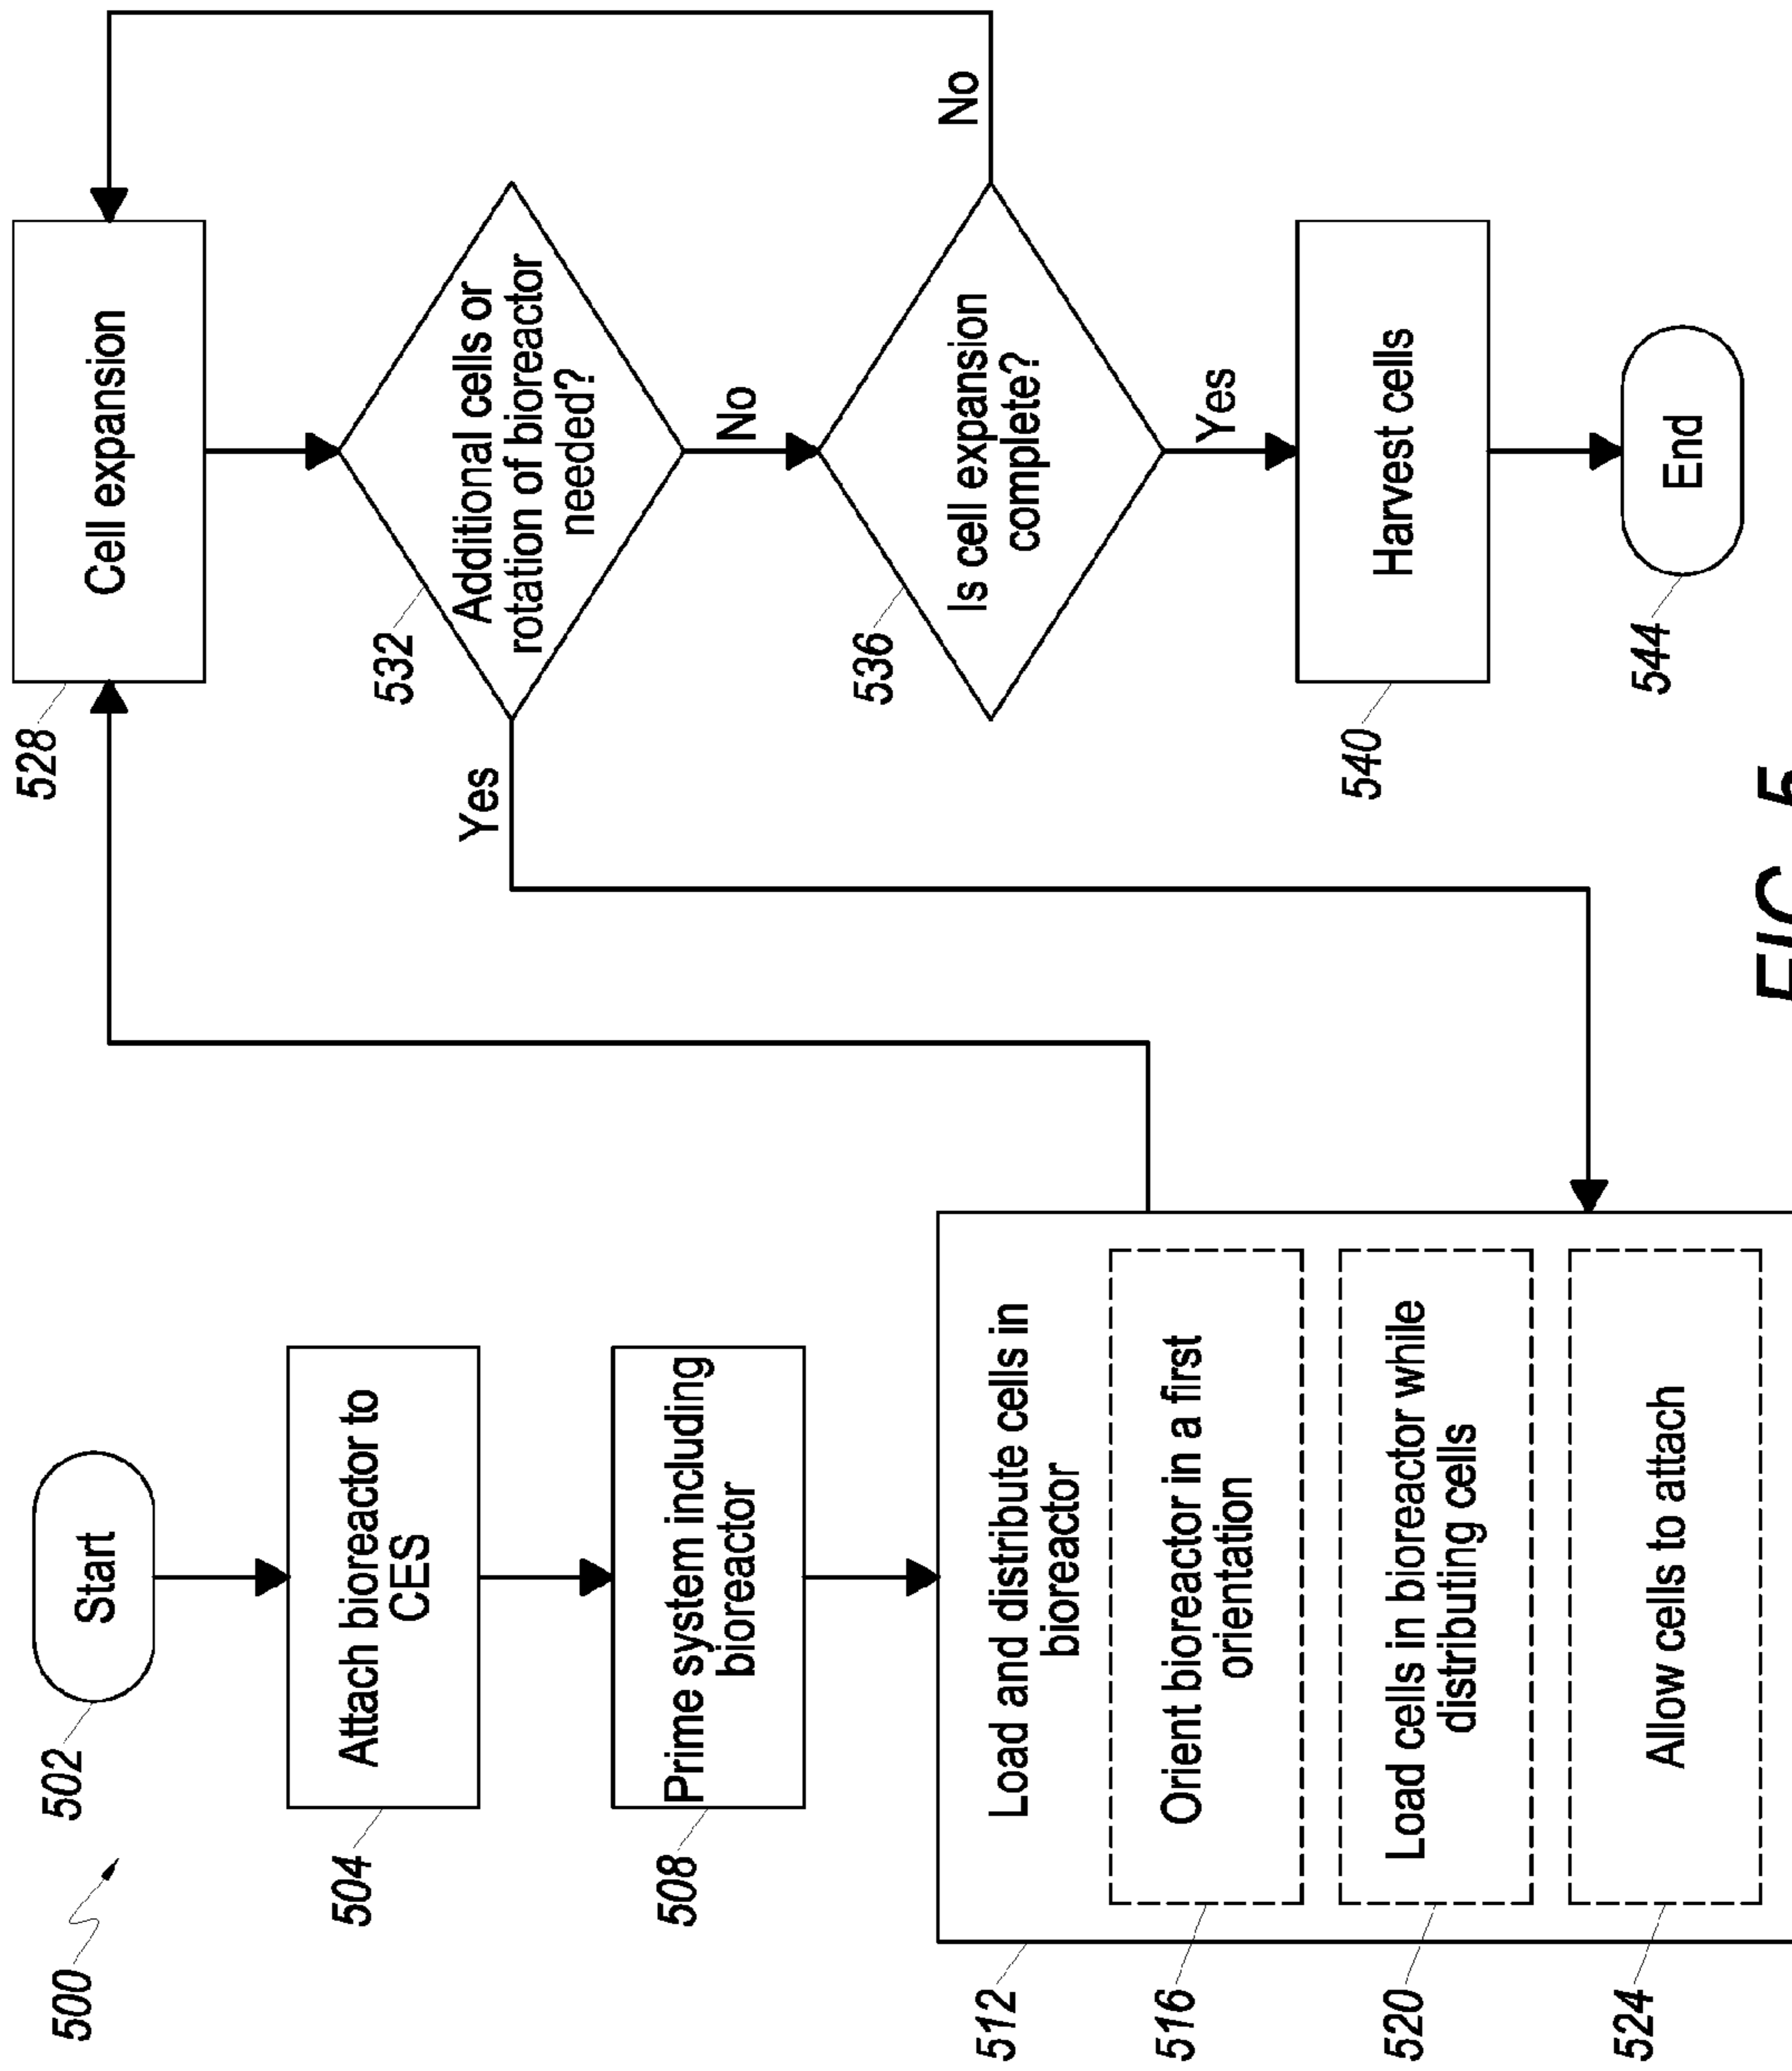 500
502
Start
504
Attach bioreactor to
CES
508
Prime system including
bioreactor
512
Load and distribute cells in
bioreactor
516
Orient bioreactor in a first
orientation
520
Load cells in bioreactor while
distributing cells
524
Allow cells to attach
528
Cell expansion
532
Additional cells or
rotation of bioreactor
needed?
Yes
No
536
Is cell expansion
complete?
No
Yes
540
Harvest cells
544
End
FIG. 5